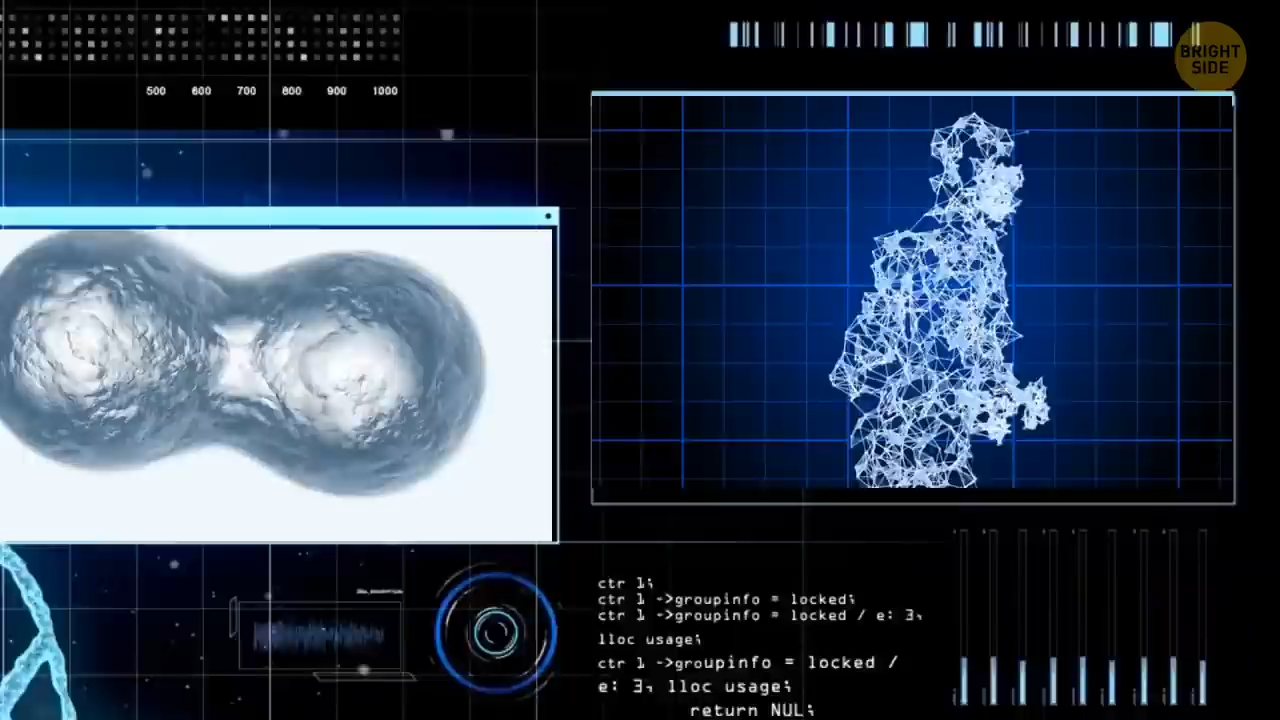 BRIGHT
SIDE
500 600 700 800 900 1000
ctr 1;
ctr 1 ->groupinfo = locked;
ctr 1 ->groupinfo = locked / e: 3,
lloc usage;
ctr 1 ->groupinfo = locked /
e: 3, lloc usage;
return NUL;